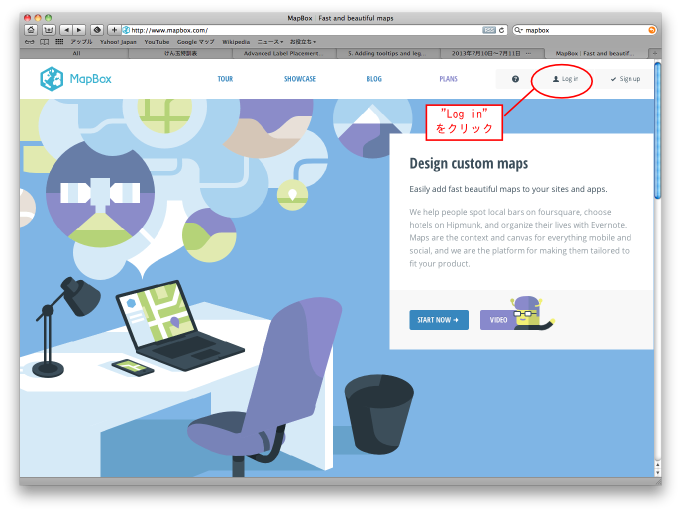 MapBox | Fast and beautiful maps
http://www.mapbox.com/
RSS
mapbox
アップル Yahoo! Japan YouTube Google マップ Wikipedia ニュース▼ お役立ち▼
All
Advanced Label Placement...
5. Adding tooltips and leg...
2013年7月10日〜7月11日 ...
MapBox | Fast and beautif...
MapBox
TOUR SHOWCASE BLOG PLANS ? Log in Sign up
"Log in"
をクリック
Design custom maps
Easily add fast beautiful maps to your sites and apps.
We help people spot local bars on foursquare, choose
hotels on Hipmunk, and organize their lives with Evernote.
Maps are the context and canvas for everything mobile and
social, and we are the platform for making them tailored to
fit your product.
START NOW → VIDEO